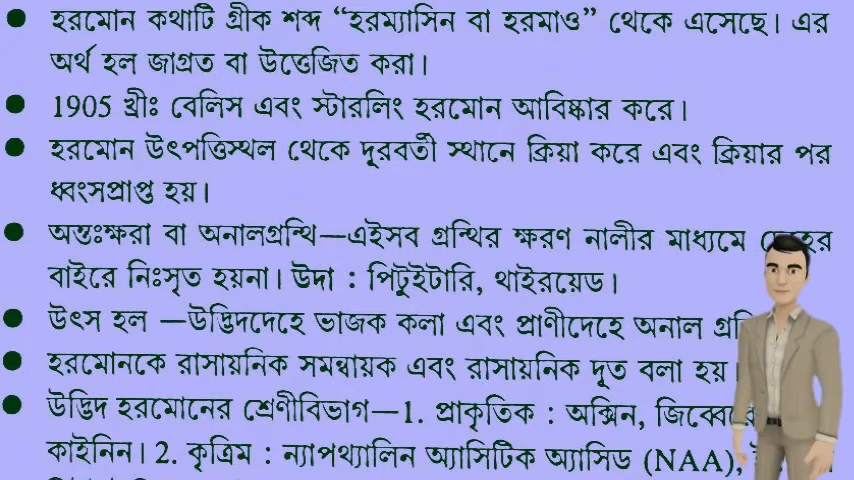 হরমোন কথাটি গ্রীক শব্দ “হরম্যাসিন বা হরমাও” থেকে এসেছে। এর
অর্থ হল জাগ্রত বা উত্তেজিত করা।
1905 খ্রীঃ বেলিস এবং স্টারলিং হরমোন আবিষ্কার করে।
হরমোন উৎপত্তিস্থল থেকে দূরবর্তী স্থানে ক্রিয়া করে এবং ক্রিয়ার পর
ধ্বংসপ্রাপ্ত হয়।
অন্তঃক্ষরা বা অনালগ্রন্থি—এইসব গ্রন্থির ক্ষরণ নালীর মাধ্যমে
বাইরে নিঃসৃত হয়না। উদা : পিটুইটারি, থাইরয়েড।
উৎস হল —উদ্ভিদদেহে ভাজক কলা এবং প্রাণীদেহে অনাল
হরমোনকে রাসায়নিক সমন্বায়ক এবং রাসায়নিক দূত বলা হয়।
উদ্ভিদ হরমোনের শ্রেণীবিভাগ—1. প্রাকৃতিক : অক্সিন,
কাইনিন। 2. কৃত্রিম : ন্যাপথ্যালিন অ্যাসিটিক অ্যাসিড (NAA),